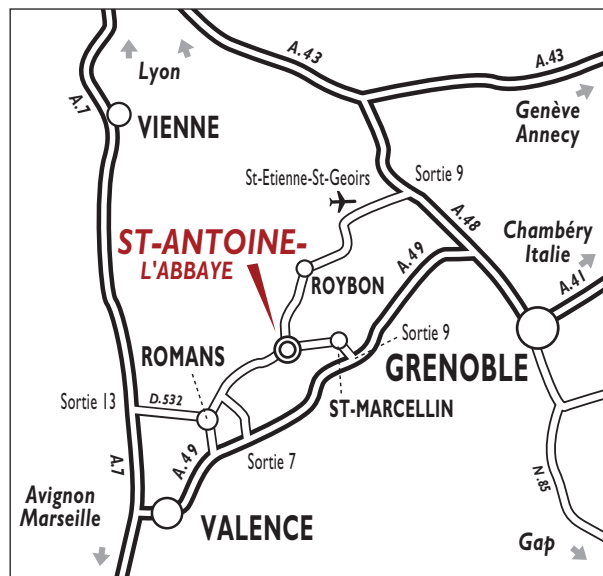 A.43
A.43
Lyon
A.7
Genève
Annecy
VIENNE
St-Etienne-St-Geoirs
Sortie 9
A.48
ST-ANTOINE-
L'ABBAYE
A.49
Chambéry
Italie
A.41
ROYBON
Sortie 9
ROMANS
GRENOBLE
Sortie 13
D.532
ST-MARCELLIN
A.7
A.49
Sortie 7
N.85
Avignon
Marseille
VALENCE
Gap